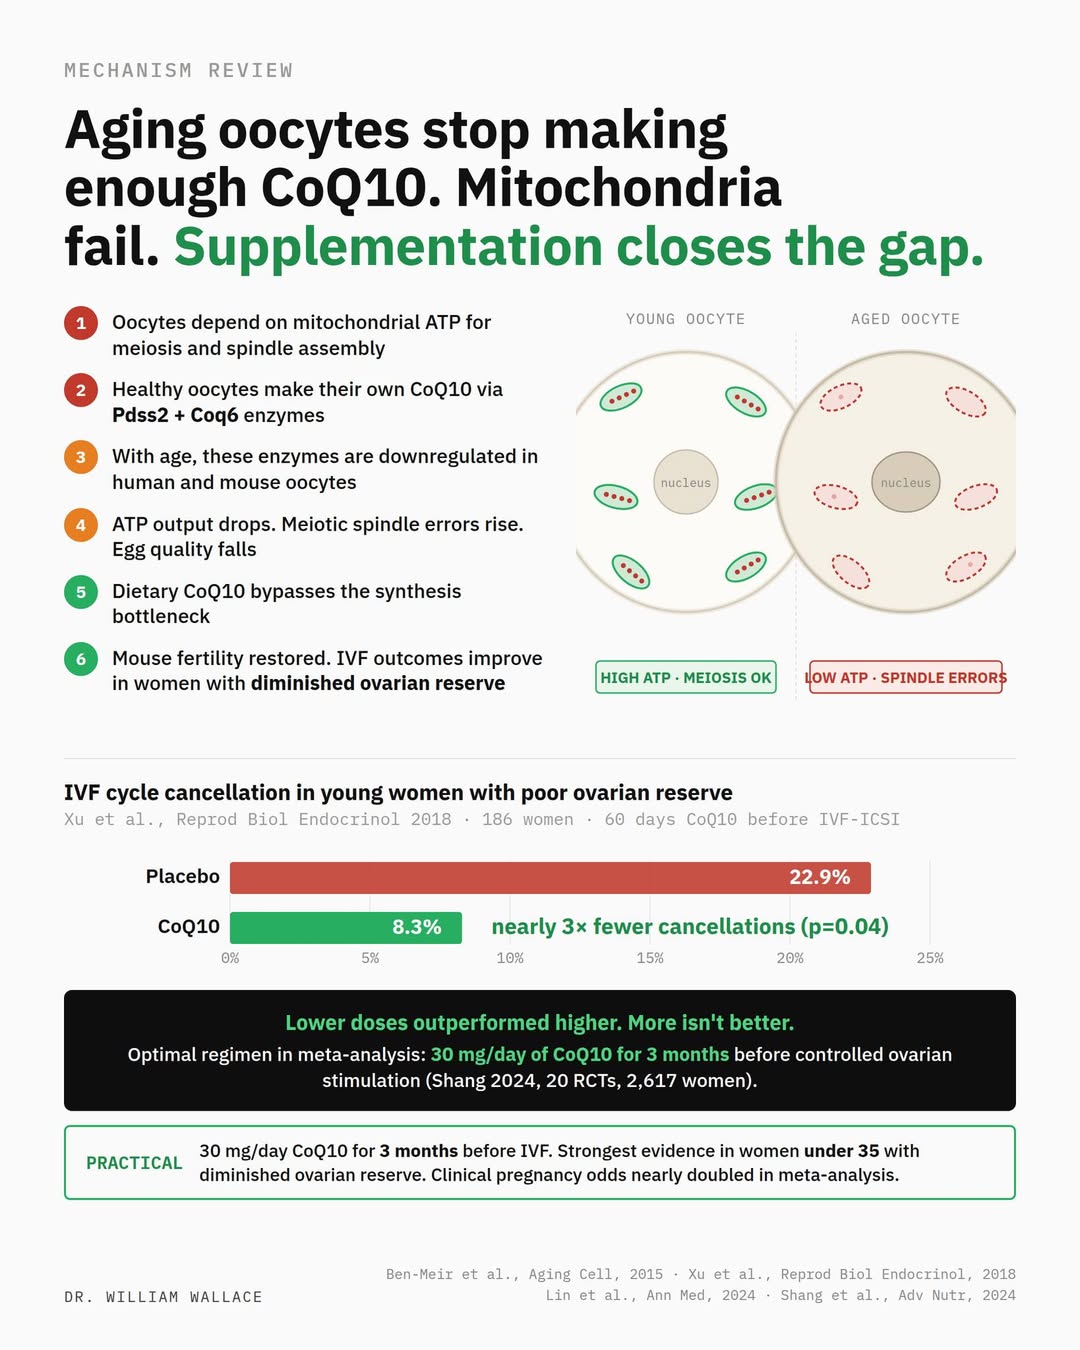 MECHANISM REVIEW
Aging oocytes stop making
enough CoQ10. Mitochondria
fail. Supplementation closes the gap.
1 Oocytes depend on mitochondrial ATP for
meiosis and spindle assembly
2 Healthy oocytes make their own CoQ10 via
Pdss2 + Coq6 enzymes
3 With age, these enzymes are downregulated in
human and mouse oocytes
4 ATP output drops. Meiotic spindle errors rise.
Egg quality falls
5 Dietary CoQ10 bypasses the synthesis
bottleneck
6 Mouse fertility restored. IVF outcomes improve
in women with diminished ovarian reserve
YOUNG OOCYTE
AGED OOCYTE
nucleus
nucleus
HIGH ATP · MEIOSIS OK
LOW ATP · SPINDLE ERRORS
IVF cycle cancellation in young women with poor ovarian reserve
Xu et al., Reprod Biol Endocrinol 2018 · 186 women · 60 days CoQ10 before IVF-ICSI
Placebo 22.9%
CoQ10 8.3% nearly 3× fewer cancellations (p=0.04)
0% 5% 10% 15% 20% 25%
Lower doses outperformed higher. More isn't better.
Optimal regimen in meta-analysis: 30 mg/day of CoQ10 for 3 months before controlled ovarian
stimulation (Shang 2024, 20 RCTs, 2,617 women).
PRACTICAL
30 mg/day CoQ10 for 3 months before IVF. Strongest evidence in women under 35 with
diminished ovarian reserve. Clinical pregnancy odds nearly doubled in meta-analysis.
Ben-Meir et al., Aging Cell, 2015 · Xu et al., Reprod Biol Endocrinol, 2018
DR. WILLIAM WALLACE
Lin et al., Ann Med, 2024 · Shang et al., Adv Nutr, 2024